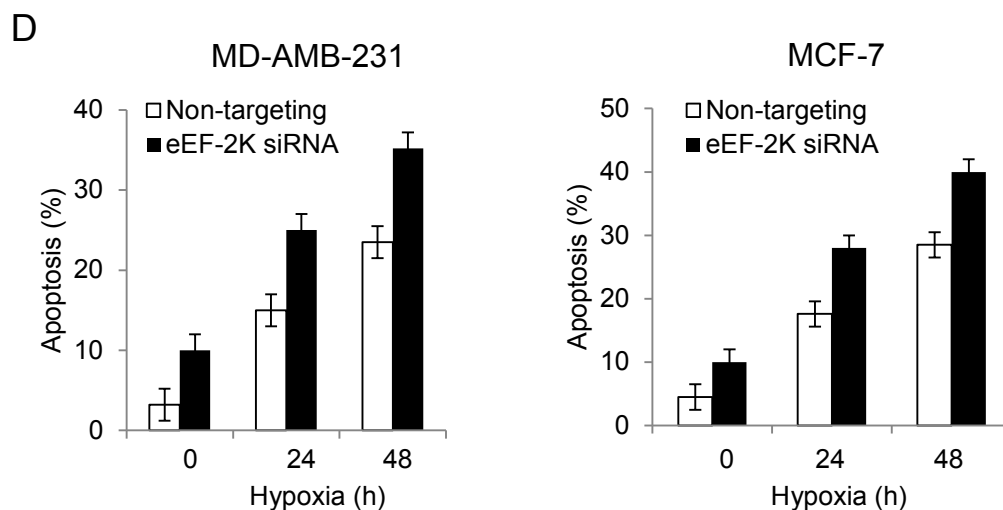 D
MD-AMB-231
Non-targeting
eEF-2K siRNA
Apoptosis (%)
40
30
20
10
0
0 24 48
Hypoxia (h)
MCF-7
Non-targeting
eEF-2K siRNA
Apoptosis (%)
50
40
30
20
10
0
0 24 48
Hypoxia (h)